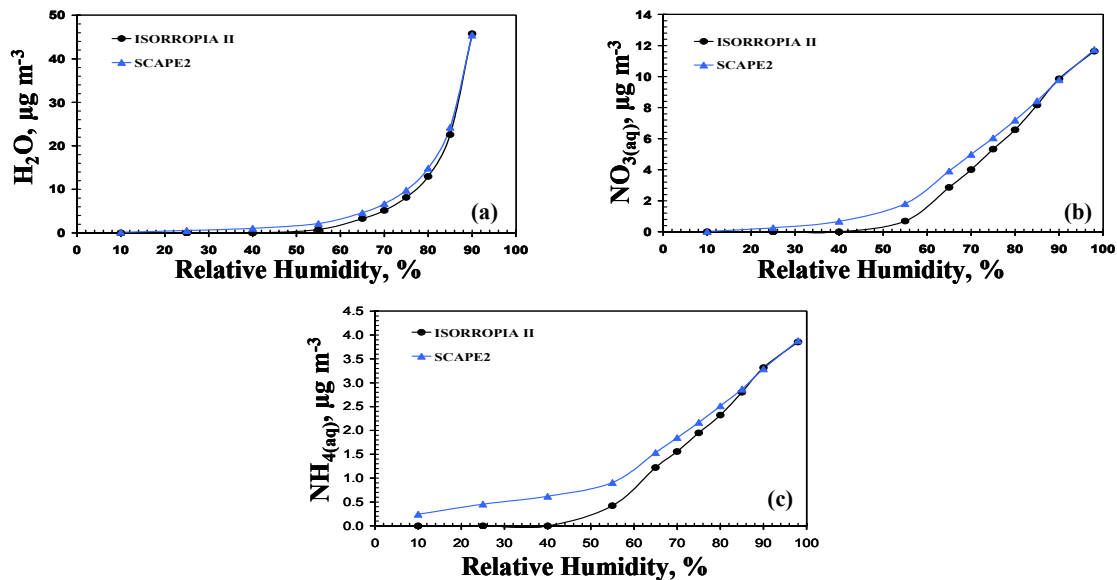 H₂O, µg m⁻³
50
40
30
20
10
0
ISORROPIA II
SCAPE2
(a)
0 10 20 30 40 50 60 70 80 90 100
Relative Humidity, %
NO₃(aq), µg m⁻³
14
12
10
8
6
4
2
0
ISORROPIA II
SCAPE2
(b)
0 10 20 30 40 50 60 70 80 90 100
Relative Humidity, %
NH₄(aq), µg m⁻³
4.5
4.0
3.5
3.0
2.5
2.0
1.5
1.0
0.5
0.0
ISORROPIA II
SCAPE2
(c)
0 10 20 30 40 50 60 70 80 90 100
Relative Humidity, %